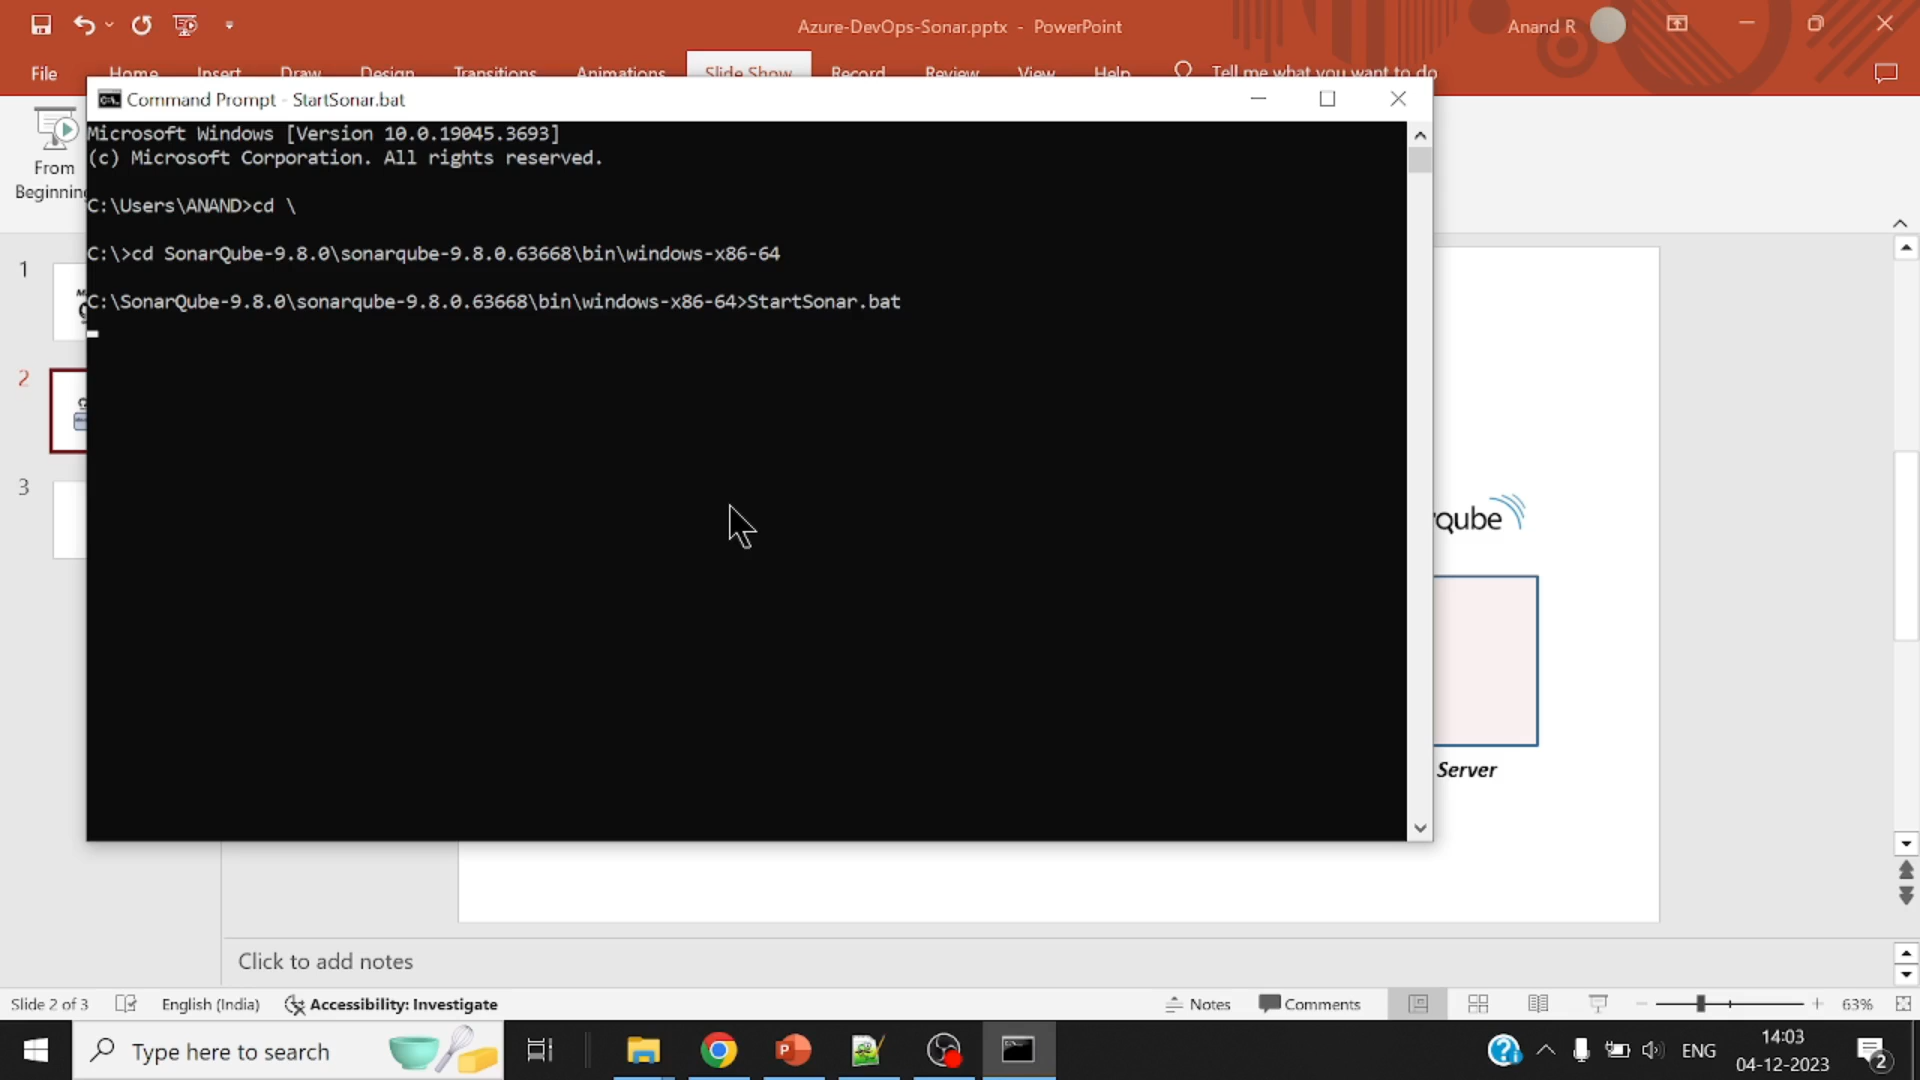 Azure-DevOps-Sonar.pptx - PowerPoint
Anand R
File Home Insert Draw Design Transitions Animations Slide Show Record Review View Help Tell me what you want to do
From
Beginning
Command Prompt - StartSonar.bat
Microsoft Windows [Version 10.0.19045.3693]
(c) Microsoft Corporation. All rights reserved.
C:\Users\ANAND>cd \
C:\>cd SonarQube-9.8.0\sonarqube-9.8.0.63668\bin\windows-x86-64
C:\SonarQube-9.8.0\sonarqube-9.8.0.63668\bin\windows-x86-64>StartSonar.bat
1
2
3
rqube
Server
Click to add notes
Slide 2 of 3 English (India) Accessibility: Investigate Notes Comments 63%
Type here to search
ENG
14:03
04-12-2023
2